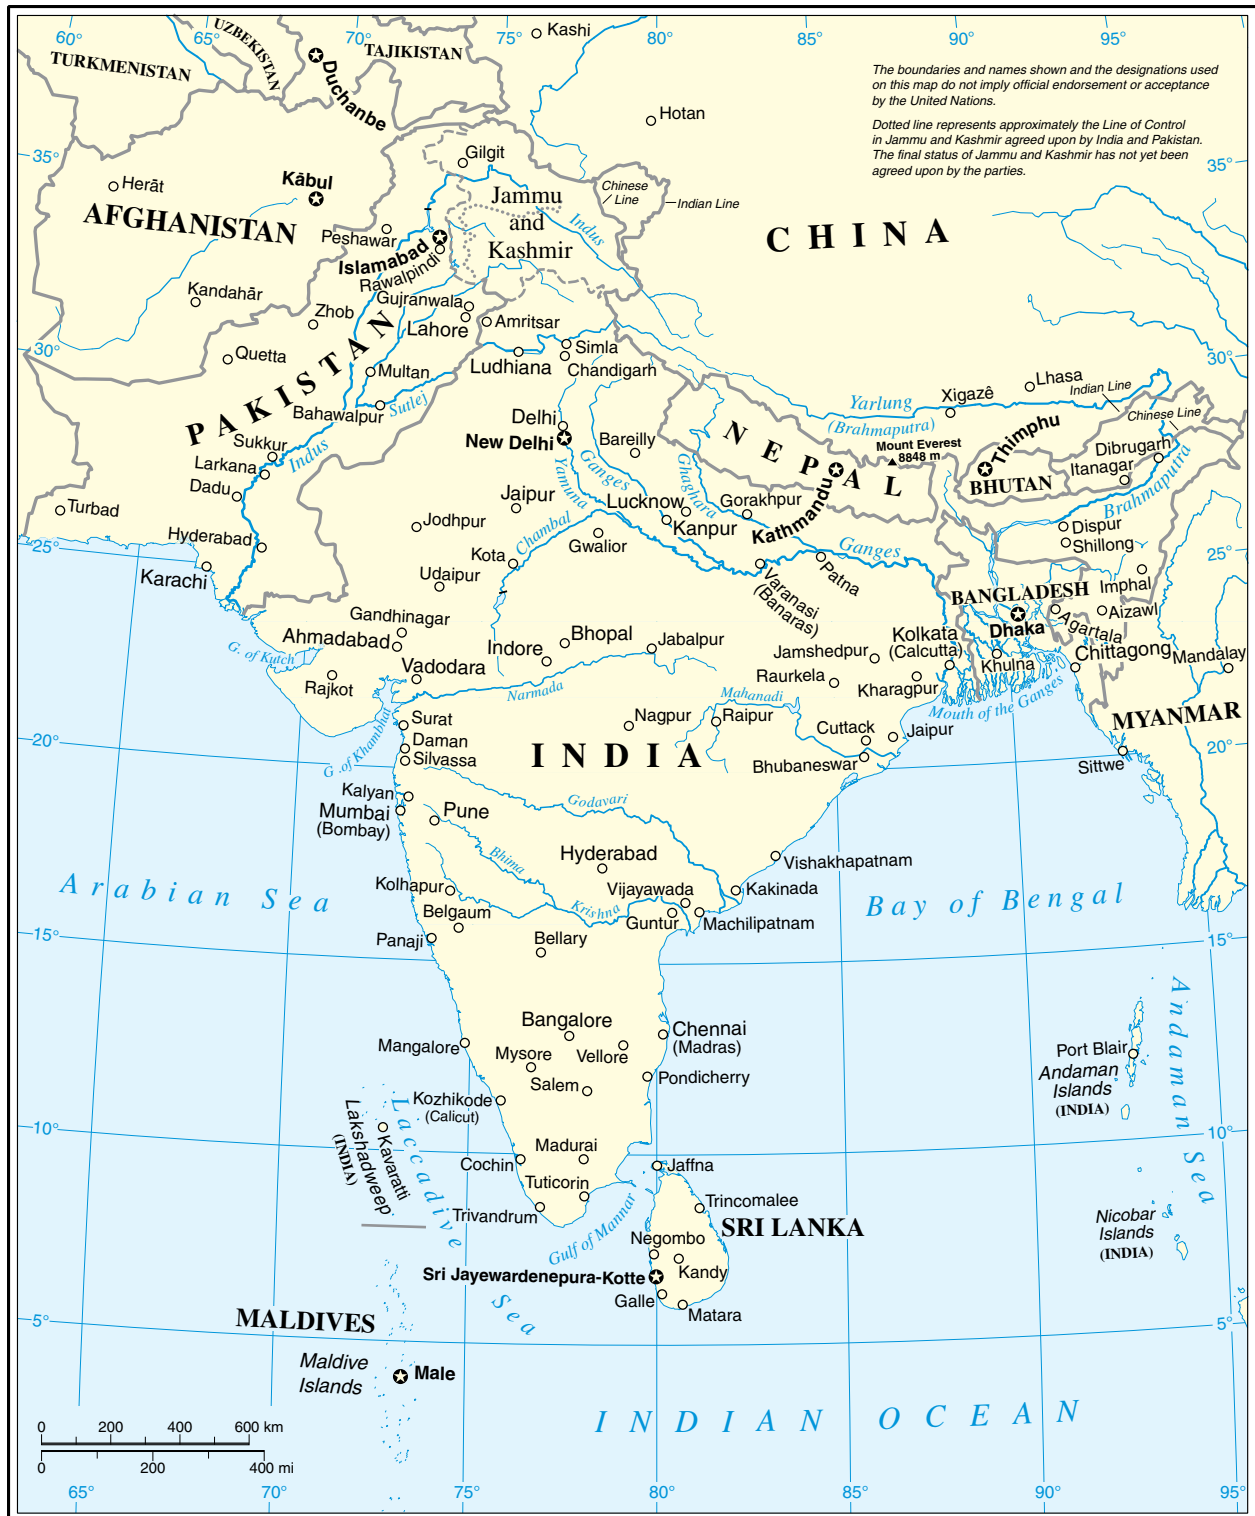 60°
65°
70°
75°
80°
85°
90°
95°
Kashi
UZBEKISTAN
TURKMENISTAN
TAJIKISTAN
Duchanbe
The boundaries and names shown and the designations used
on this map do not imply official endorsement or acceptance
by the United Nations.
Dotted line represents approximately the Line of Control
in Jammu and Kashmir agreed upon by India and Pakistan.
The final status of Jammu and Kashmir has not yet been
agreed upon by the parties.
Hotan
35°
35°
Gilgit
Herāt
Kābul
AFGHANISTAN
Jammu
and
Kashmir
Chinese
Line
Indian Line
Indus
CHINA
Peshawar
Islamabad
Rawalpindi
Kandahār
Zhob
Gujranwala
Lahore
Amritsar
PAKISTAN
30°
30°
Quetta
Multan
Ludhiana
Simla
Chandigarh
Bahawalpur
Sutlej
Lhasa
Xigazê
Indian Line
Chinese Line
Yarlung
(Brahmaputra)
Delhi
New Delhi
Bareilly
NEPAL
Mount Everest
8848 m
Thimphu
BHUTAN
Dibrugarh
Itanagar
Brahmaputra
Sukkur
Larkana
Dadu
Indus
Turbad
Hyderabad
Karachi
Yamuna
Ganges
Ghaghara
Jaipur
Jodhpur
Lucknow
Kanpur
Gorakhpur
Kathmandu
Chambal
Gwalior
Kota
Udaipur
Ganges
Patna
Varanasi
(Banaras)
Dispur
Shillong
Imphal
25°
25°
BANGLADESH
Dhaka
Agartala
Aizawl
Gandhinagar
Ahmadabad
G. of Kutch
Vadodara
Rajkot
Indore
Bhopal
Jabalpur
Jamshedpur
Raurkela
Kolkata
(Calcutta)
Kharagpur
Khulna
Chittagong
Mandalay
Mouth of the Ganges
Narmada
Mahanadi
MYANMAR
Surat
Daman
Silvassa
G .of Khambhat
Nagpur
Raipur
Cuttack
Jaipur
Bhubaneswar
Sittwe
INDIA
20°
20°
Kalyan
Mumbai
(Bombay)
Pune
Godavari
Bhima
Hyderabad
Vishakhapatnam
Arabian Sea
Kolhapur
Belgaum
Panaji
Vijayawada
Kakinada
Krishna
Guntur
Machilipatnam
Bellary
Bay of Bengal
15°
15°
Andaman Sea
Bangalore
Chennai
(Madras)
Mangalore
Mysore
Vellore
Salem
Pondicherry
Port Blair
Andaman
Islands
(INDIA)
Kozhikode
(Calicut)
Laccadive Sea
Kavaratti
Lakshadweep
(INDIA)
10°
10°
Madurai
Cochin
Tuticorin
Trivandrum
Jaffna
Trincomalee
Gulf of Mannar
SRI LANKA
Negombo
Kandy
Sri Jayewardenepura-Kotte
Galle
Matara
Nicobar
Islands
(INDIA)
5°
5°
MALDIVES
Maldive
Islands
Male
INDIAN OCEAN
0 200 400 600 km
0 200 400 mi
65°
70°
75°
80°
85°
90°
95°